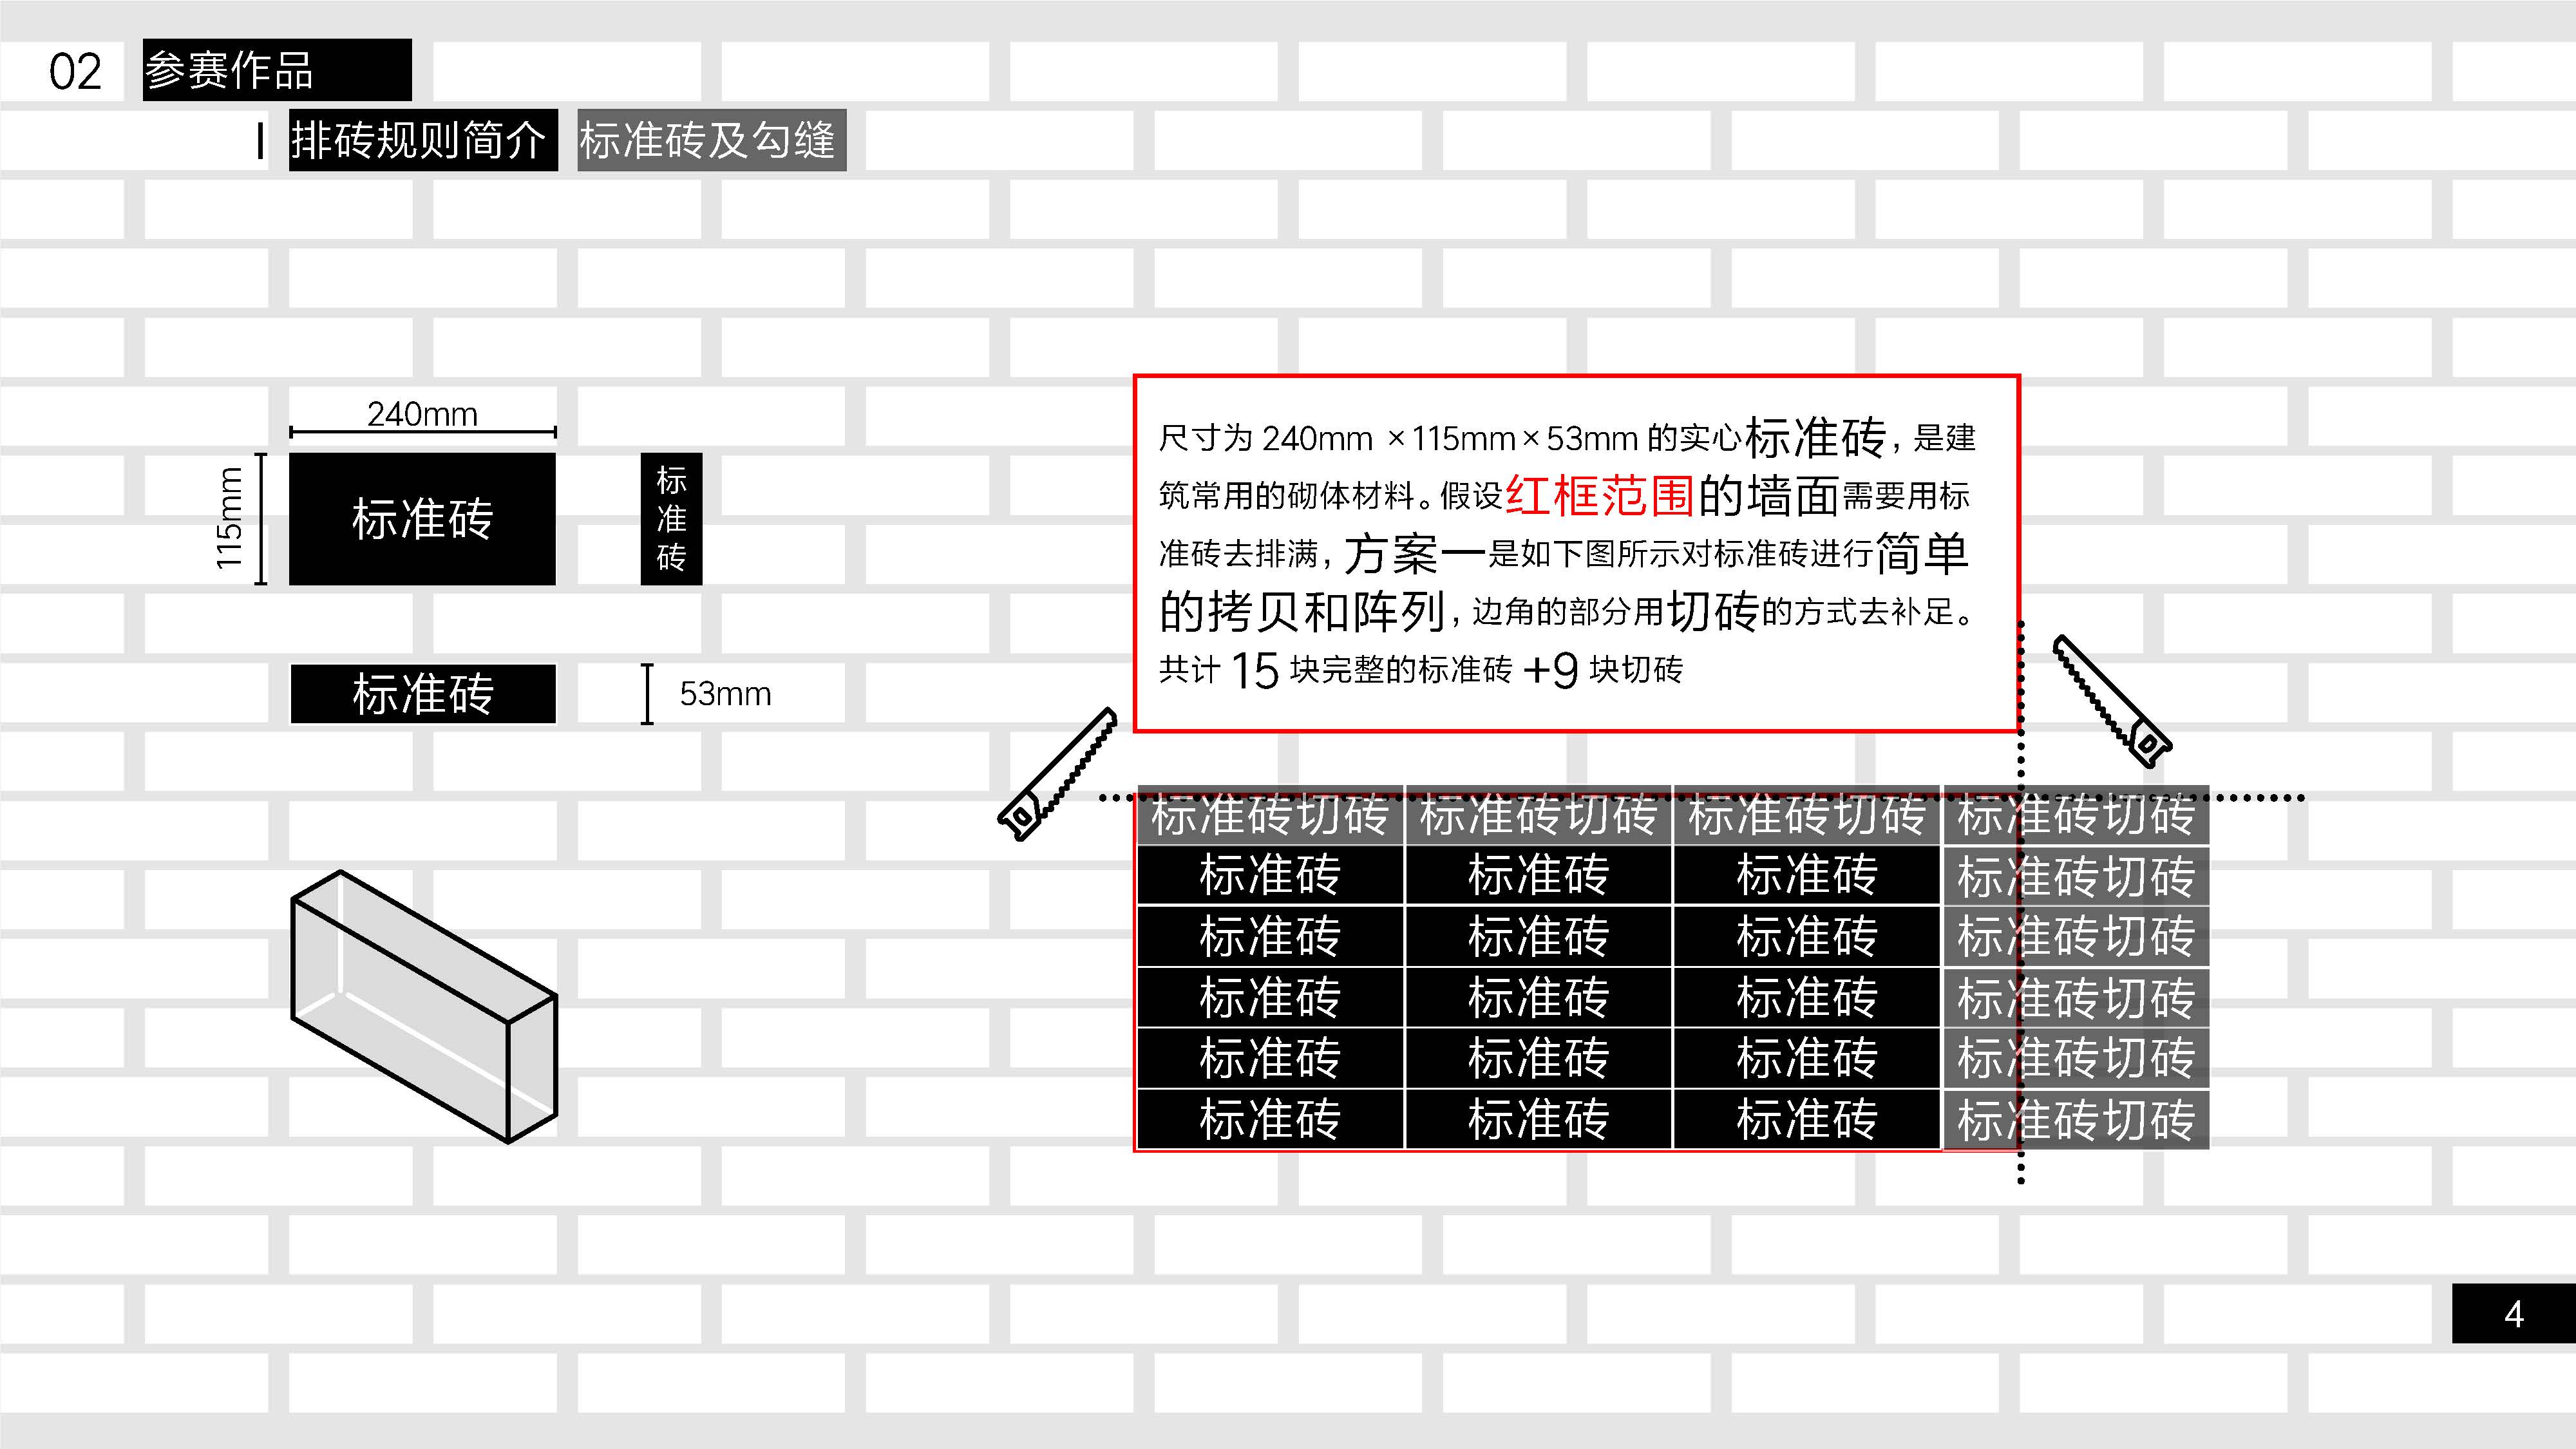 02 参赛作品
排砖规则简介 标准砖及勾缝
240mm
115mm
标准砖
标准砖
标准砖
53mm
尺寸为 240mm ×115mm×53mm 的实心标准砖，是建
筑常用的砌体材料。假设红框范围的墙面需要用标
准砖去排满，方案一是如下图所示对标准砖进行简单
的拷贝和阵列，边角的部分用切砖的方式去补足。
共计 15 块完整的标准砖 +9 块切砖
标准砖切砖 标准砖切砖 标准砖切砖 标准砖切砖
标准砖 标准砖 标准砖 标准砖切砖
标准砖 标准砖 标准砖 标准砖切砖
标准砖 标准砖 标准砖 标准砖切砖
标准砖 标准砖 标准砖 标准砖切砖
标准砖 标准砖 标准砖 标准砖切砖
4